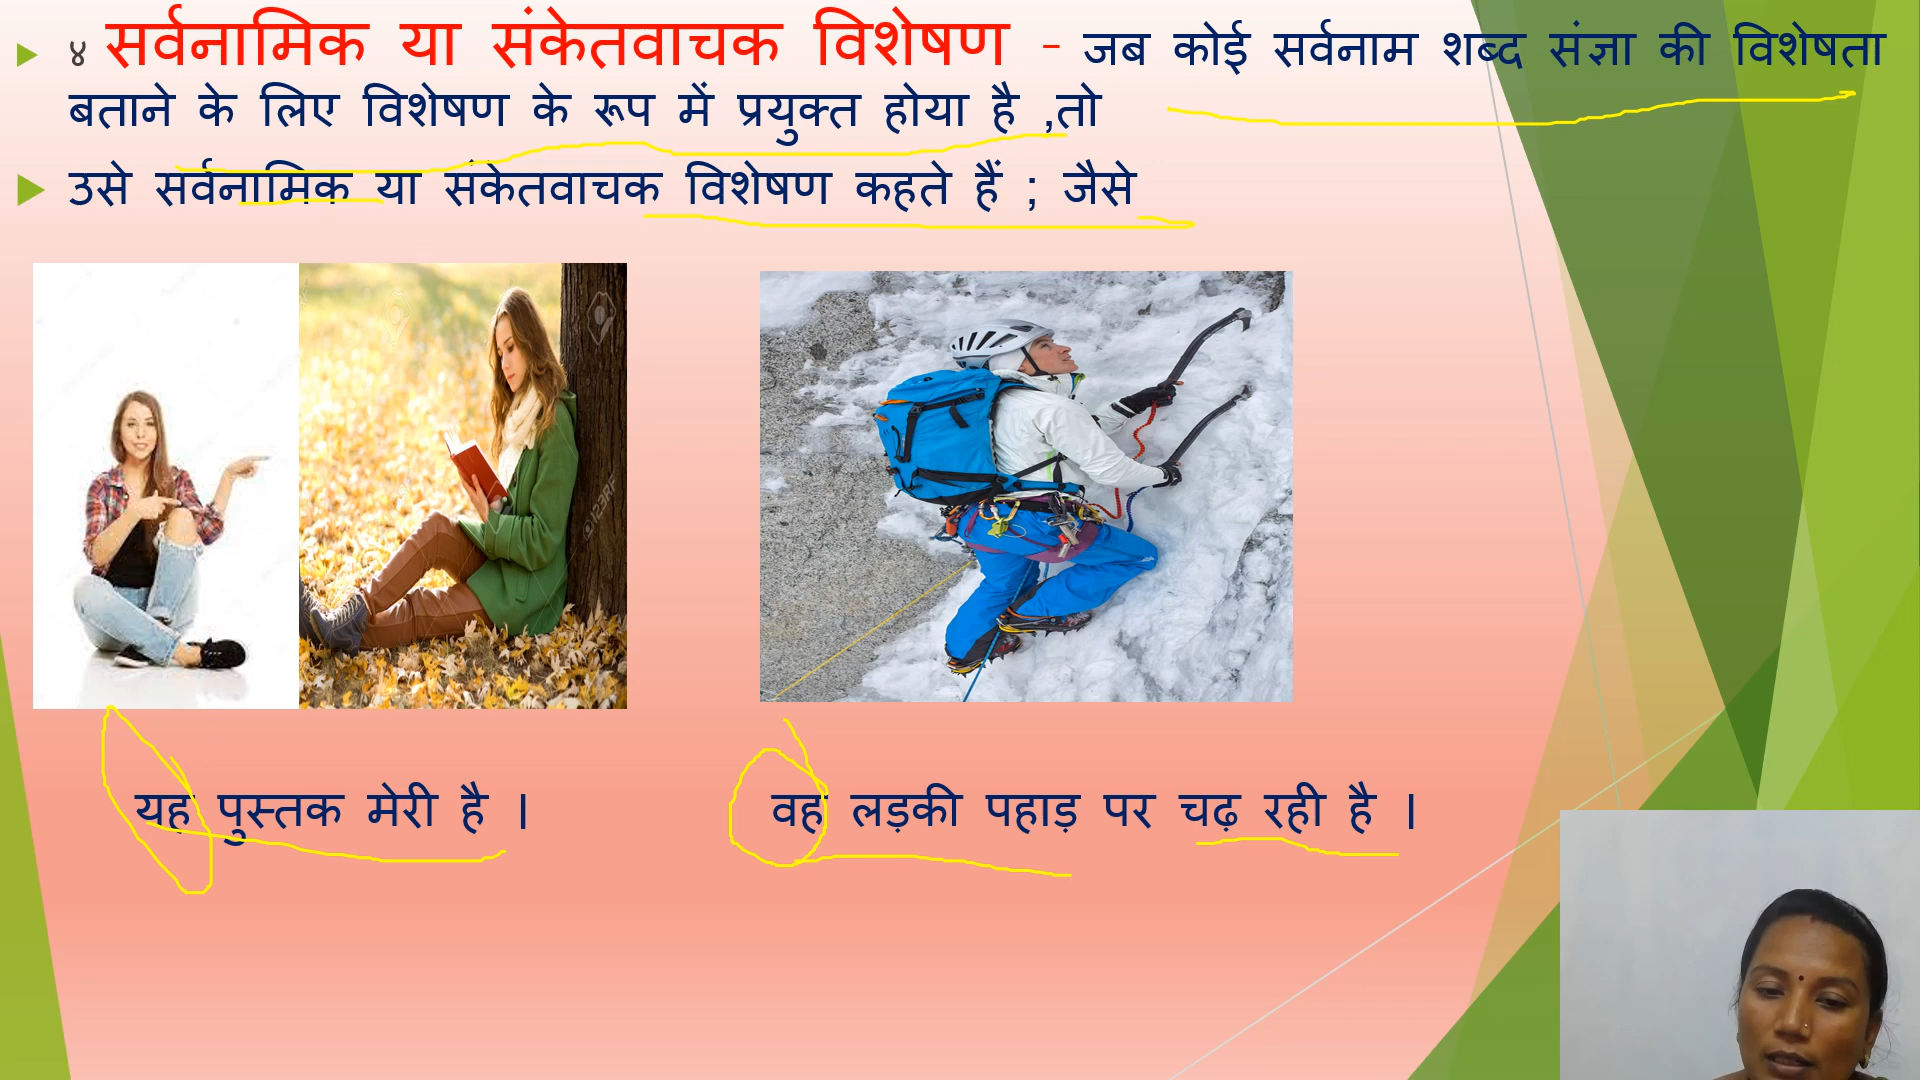 ४ सर्वनामिक या संकेतवाचक विशेषण – जब कोई सर्वनाम शब्द संज्ञा की विशेषता
बताने के लिए विशेषण के रूप में प्रयुक्त होया है ,तो
उसे सर्वनामिक या संकेतवाचक विशेषण कहते हैं ; जैसे
©123RF
यह पुस्तक मेरी है ।
वह लड़की पहाड़ पर चढ़ रही है ।